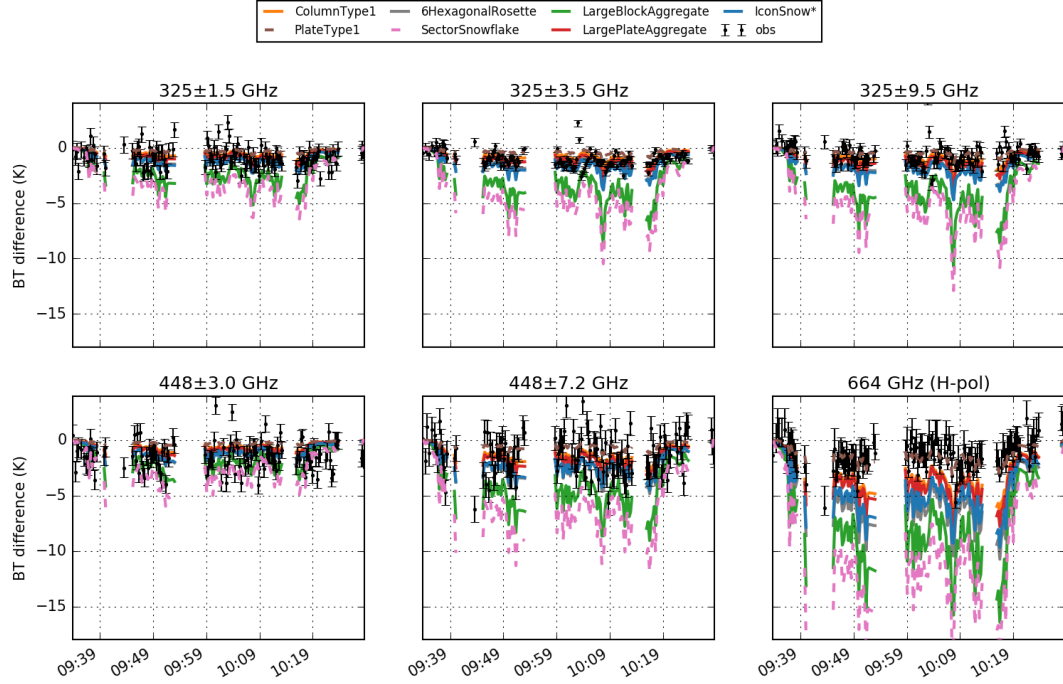 ColumnType1 6HexagonalRosette LargeBlockAggregate IconSnow*
PlateType1 SectorSnowflake LargePlateAggregate obs
325±1.5 GHz 325±3.5 GHz 325±9.5 GHz
0
−5
−10
−15
BT difference (K)
448±3.0 GHz 448±7.2 GHz 664 GHz (H-pol)
0
−5
−10
−15
BT difference (K)
09:39 09:49 09:59 10:09 10:19 09:39 09:49 09:59 10:09 10:19 09:39 09:49 09:59 10:09 10:19